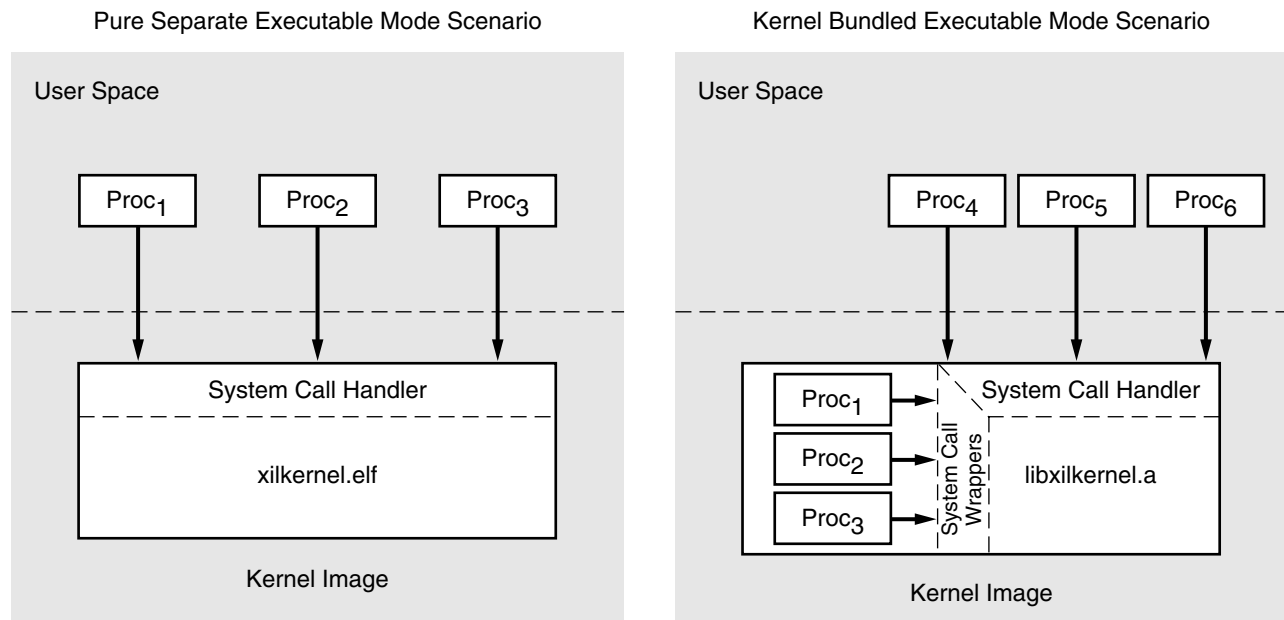 Pure Separate Executable Mode Scenario
User Space
Proc1
Proc2
Proc3
System Call Handler
xilkernel.elf
Kernel Image
Kernel Bundled Executable Mode Scenario
User Space
Proc4
Proc5
Proc6
Proc1
Proc2
Proc3
System Call
Wrappers
System Call Handler
libxilkernel.a
Kernel Image